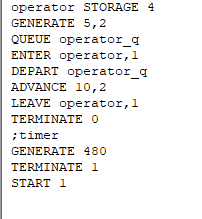 operator STORAGE 4
GENERATE 5,2
QUEUE operator_q
ENTER operator,1
DEPART operator_q
ADVANCE 10,2
LEAVE operator,1
TERMINATE 0
;timer
GENERATE 480
TERMINATE 1
START 1